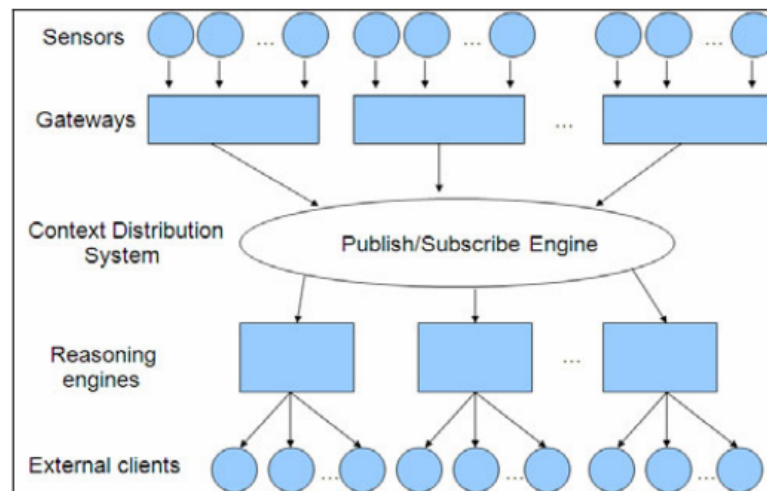 Sensors
... ... ...
Gateways
...
Context Distribution
System
Publish/Subscribe Engine
Reasoning
engines
...
External clients
... ... ...